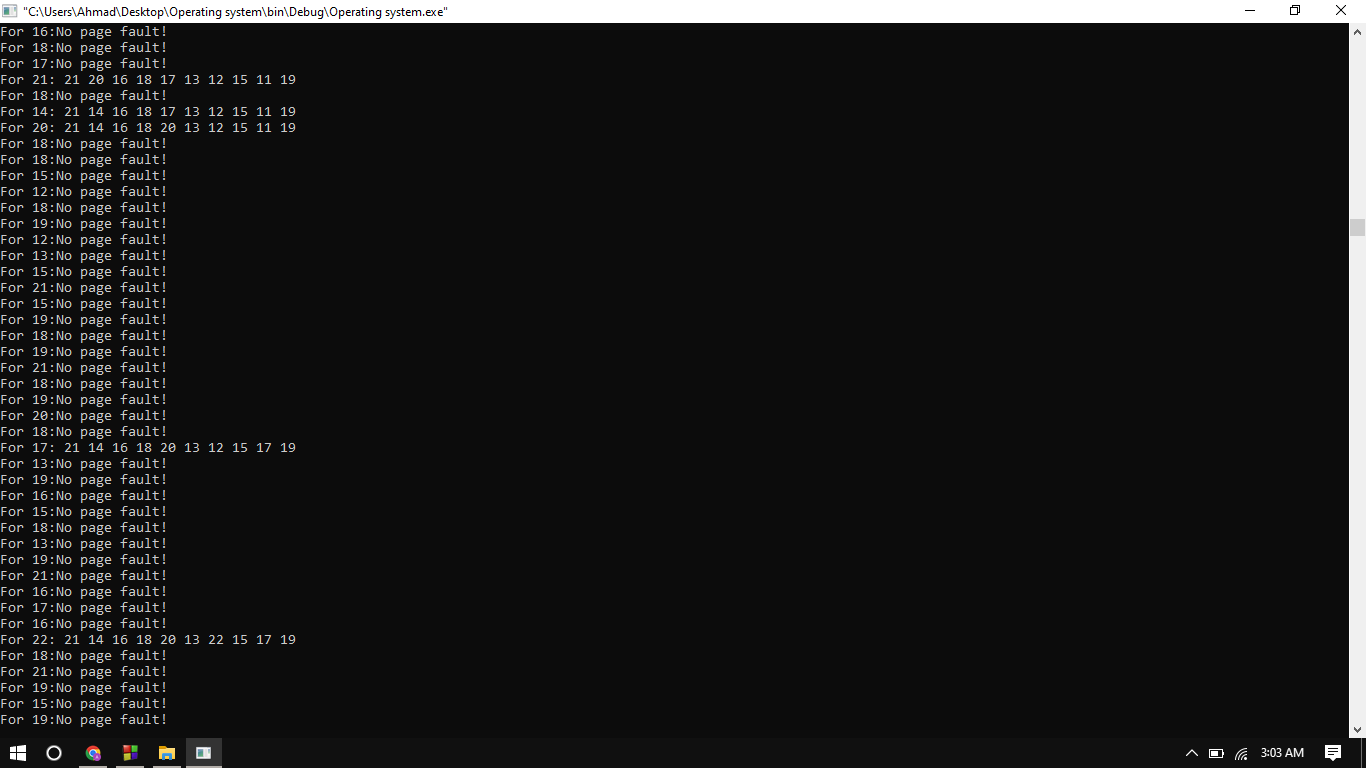 "C:\Users\Ahmad\Desktop\Operating system\bin\Debug\Operating system.exe"
For 16:No page fault!
For 18:No page fault!
For 17:No page fault!
For 21: 21 20 16 18 17 13 12 15 11 19
For 18:No page fault!
For 14: 21 14 16 18 17 13 12 15 11 19
For 20: 21 14 16 18 20 13 12 15 11 19
For 18:No page fault!
For 18:No page fault!
For 15:No page fault!
For 12:No page fault!
For 18:No page fault!
For 19:No page fault!
For 12:No page fault!
For 13:No page fault!
For 15:No page fault!
For 21:No page fault!
For 15:No page fault!
For 19:No page fault!
For 18:No page fault!
For 19:No page fault!
For 21:No page fault!
For 18:No page fault!
For 19:No page fault!
For 20:No page fault!
For 18:No page fault!
For 17: 21 14 16 18 20 13 12 15 17 19
For 13:No page fault!
For 19:No page fault!
For 16:No page fault!
For 15:No page fault!
For 18:No page fault!
For 13:No page fault!
For 19:No page fault!
For 21:No page fault!
For 16:No page fault!
For 17:No page fault!
For 16:No page fault!
For 22: 21 14 16 18 20 13 22 15 17 19
For 18:No page fault!
For 21:No page fault!
For 19:No page fault!
For 15:No page fault!
For 19:No page fault!
3:03 AM